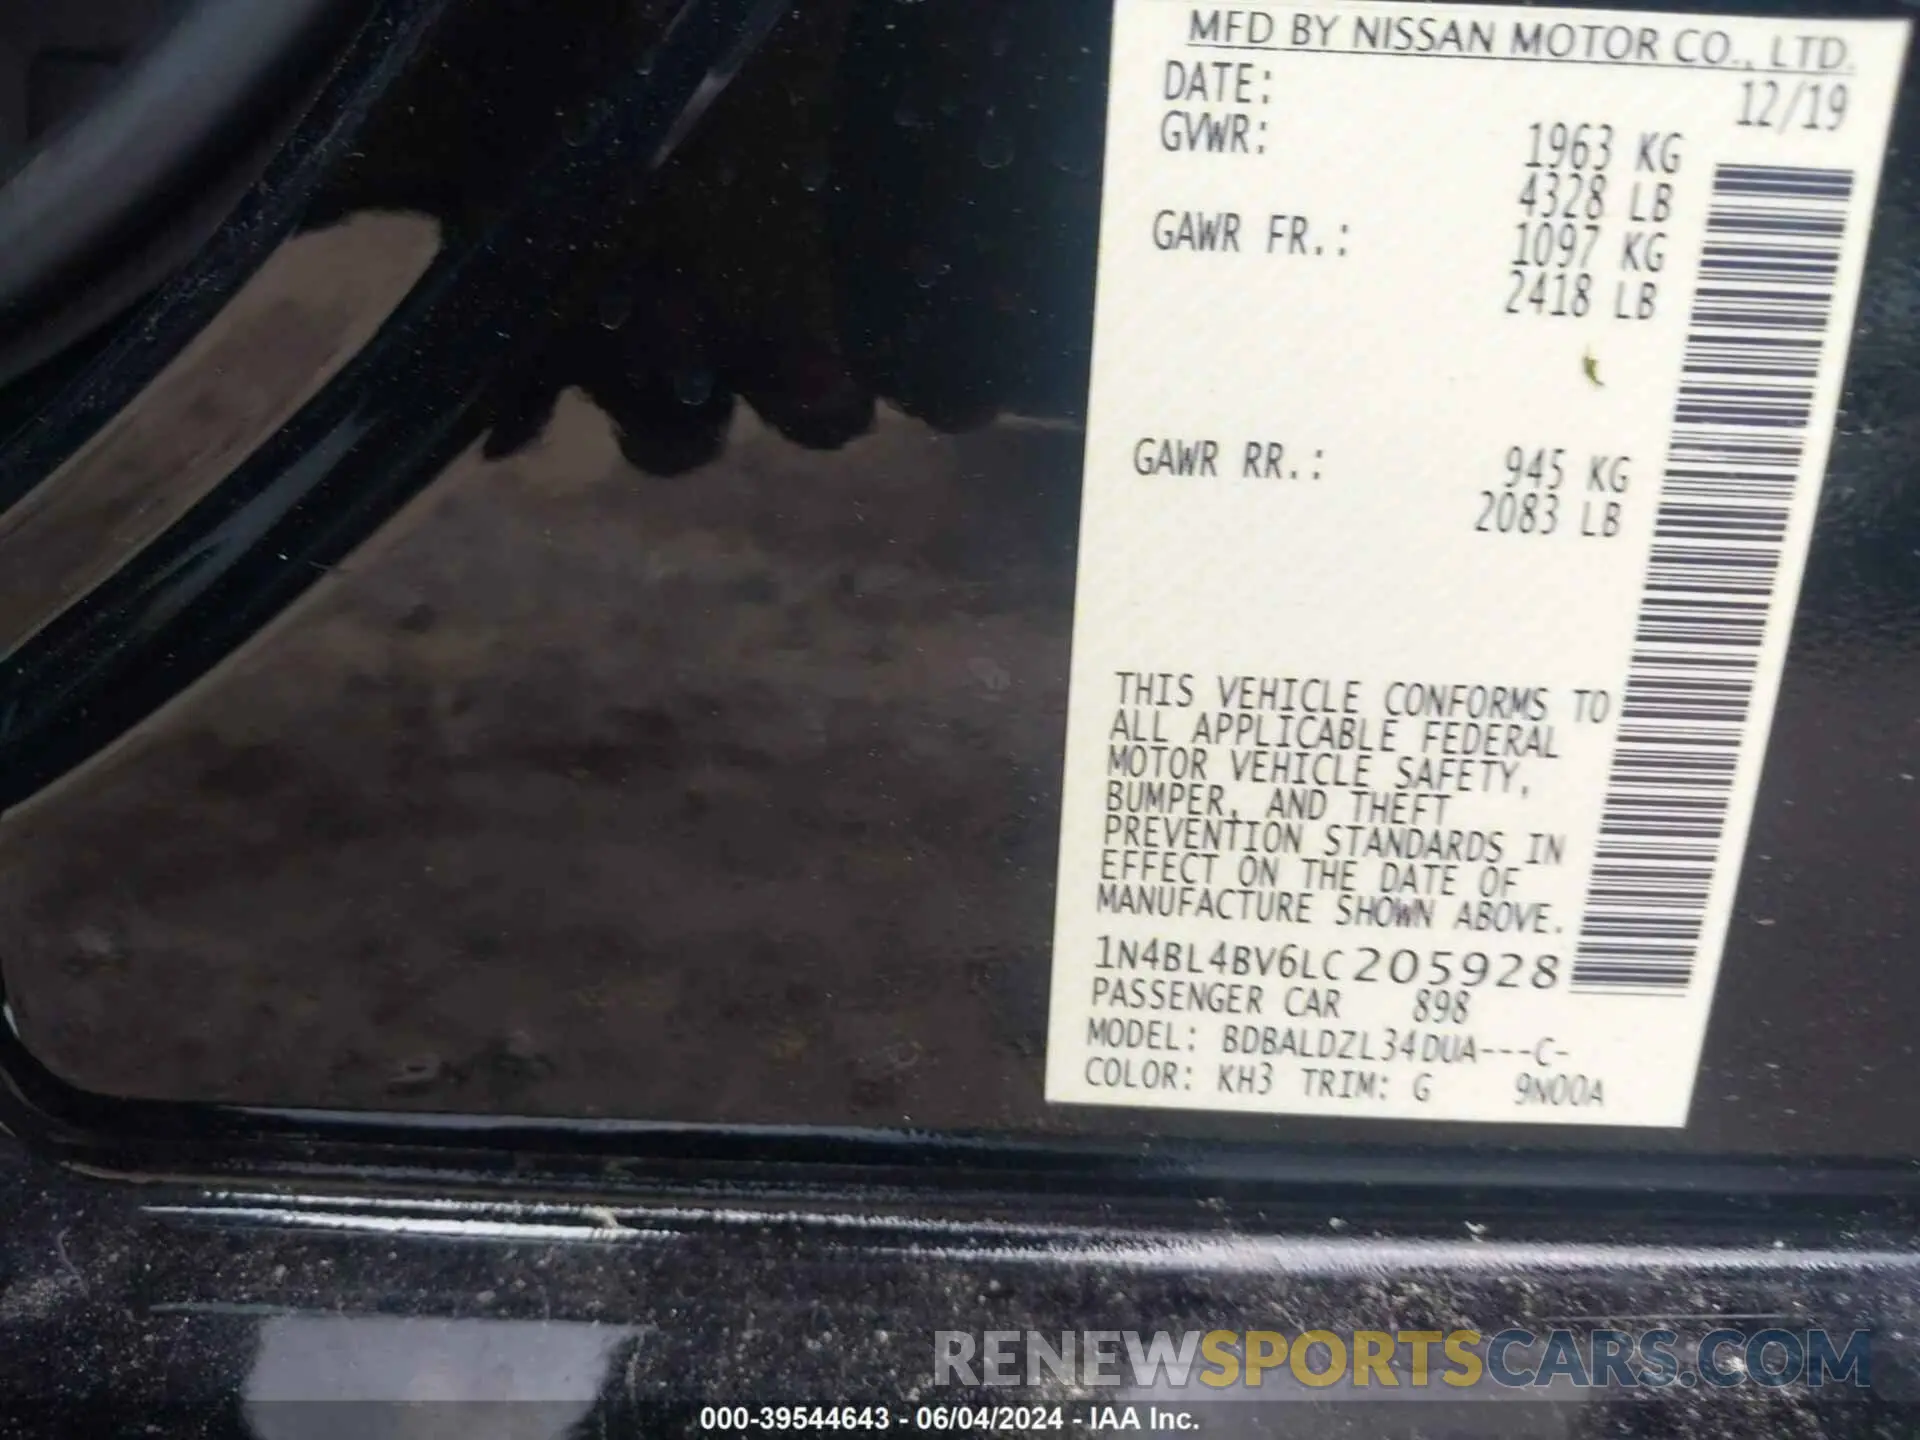 MFD BY NISSAN MOTOR CO., LTD.
DATE: 12/19
GVWR: 1963 KG
4328 LB
GAWR FR.: 1097 KG
2418 LB
GAWR RR.: 945 KG
2083 LB
THIS VEHICLE CONFORMS TO
ALL APPLICABLE FEDERAL
MOTOR VEHICLE SAFETY,
BUMPER, AND THEFT
PREVENTION STANDARDS IN
EFFECT ON THE DATE OF
MANUFACTURE SHOWN ABOVE.
1N4BL4BV6LC205928
PASSENGER CAR 898
MODEL: BDBALDZL34DUA---C-
COLOR: KH3 TRIM: G 9N00A
RENEWSPORTSCARS.COM
000-39544643 - 06/04/2024 - IAA Inc.